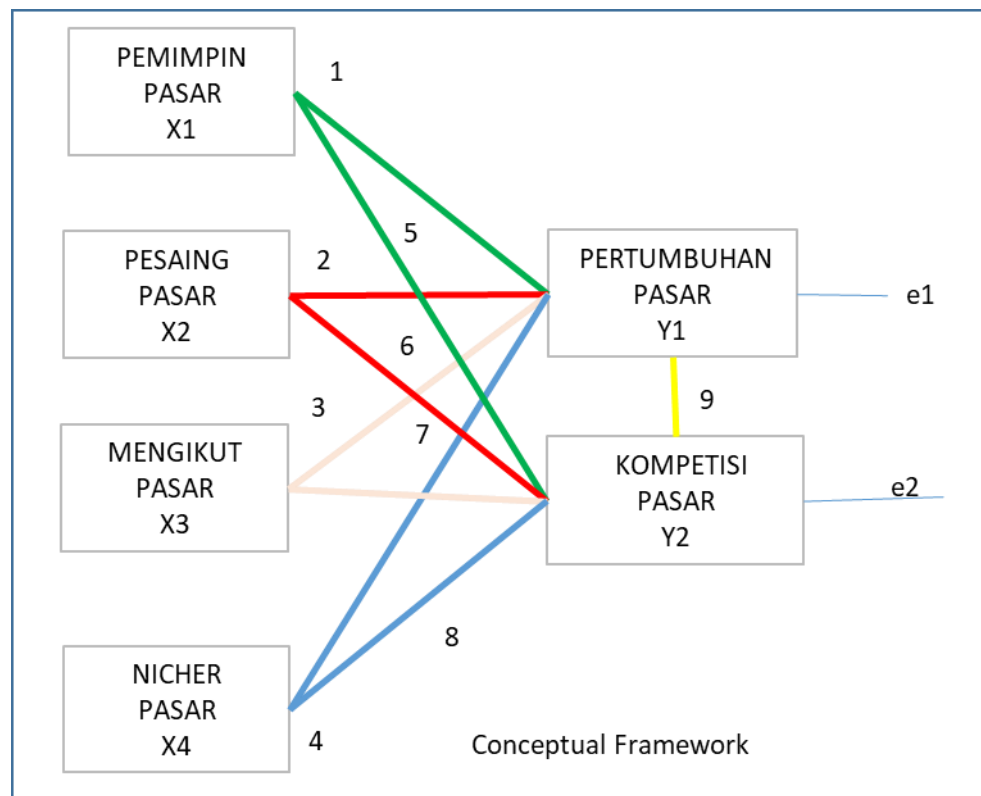 PEMIMPIN
PASAR
X1
1
5
PESAING
PASAR
X2
2
PERTUMBUHAN
PASAR
Y1
e1
6
3
9
7
MENGIKUT
PASAR
X3
KOMPETISI
PASAR
Y2
e2
8
NICHER
PASAR
X4
4
Conceptual Framework